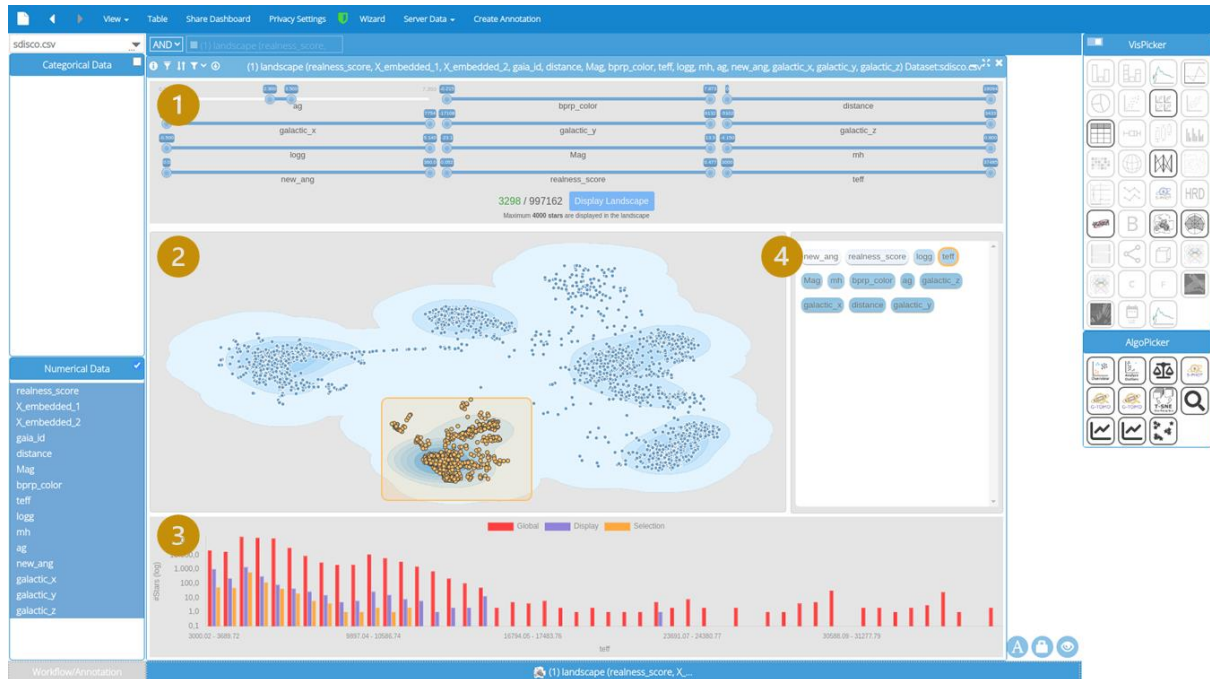 View
Table
Share Dashboard
Privacy Settings
Wizard
Server Data
Create Annotation
sdisco.csv
AND
(1) landscape (realness_score,
VisPicker
Categorical Data
(1) landscape (realness_score, X_embedded_1, X_embedded_2, gaia_id, distance, Mag, bprp_color, teff, logg, mh, ag, new_ang, galactic_x, galactic_y, galactic_z) Dataset:sdisco.csv
1
ag
bprp_color
distance
galactic_x
galactic_y
galactic_z
logg
Mag
mh
new_ang
realness_score
teff
3298 / 997162
Display Landscape
Maximum 4000 stars are displayed in the landscape
2
4
new_ang realness_score logg teff
Mag mh bprp_color ag galactic_z
galactic_x distance galactic_y
HRD
B
C F
AlgoPicker
Numerical Data
realness_score
X_embedded_1
X_embedded_2
gaia_id
distance
Mag
bprp_color
teff
logg
mh
ag
new_ang
galactic_x
galactic_y
galactic_z
3
Global Display Selection
#Stars (log)
1.000,0
100,0
10.0
1.0
0.1
3000.02 - 3689.72
9897.04 - 10586.74
16794.05 - 17483.76
23691.07 - 24380.77
30588.09 - 31277.79
teff
A
Workflow/Annotation
(1) landscape (realness_score, X_...